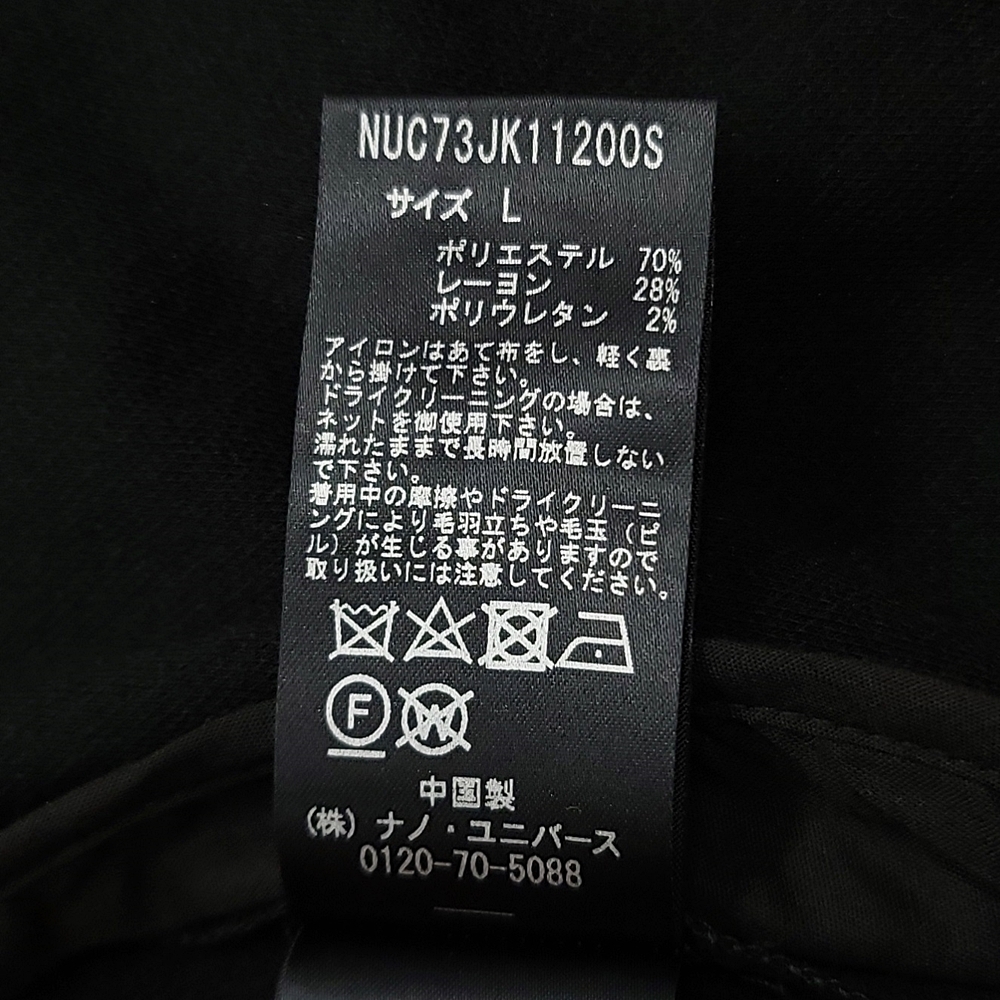 NUC73JK11200S
サイズ L
ポリエステル 70%
レーヨン 28%
ポリウレタン 2%
アイロンはあて布をし、軽く裏
から掛けて下さい。
ドライクリーニングの場合は、
ネットを御使用下さい。
濡れたままで長時間放置しない
で下さい。
着用中の摩擦やドライクリーニ
ングにより毛羽立ちや毛玉（ピ
ル）が生じる事がありますので
取り扱いには注意してください。
F
W
中国製
(株) ナノ・ユニバース
0120-70-5088